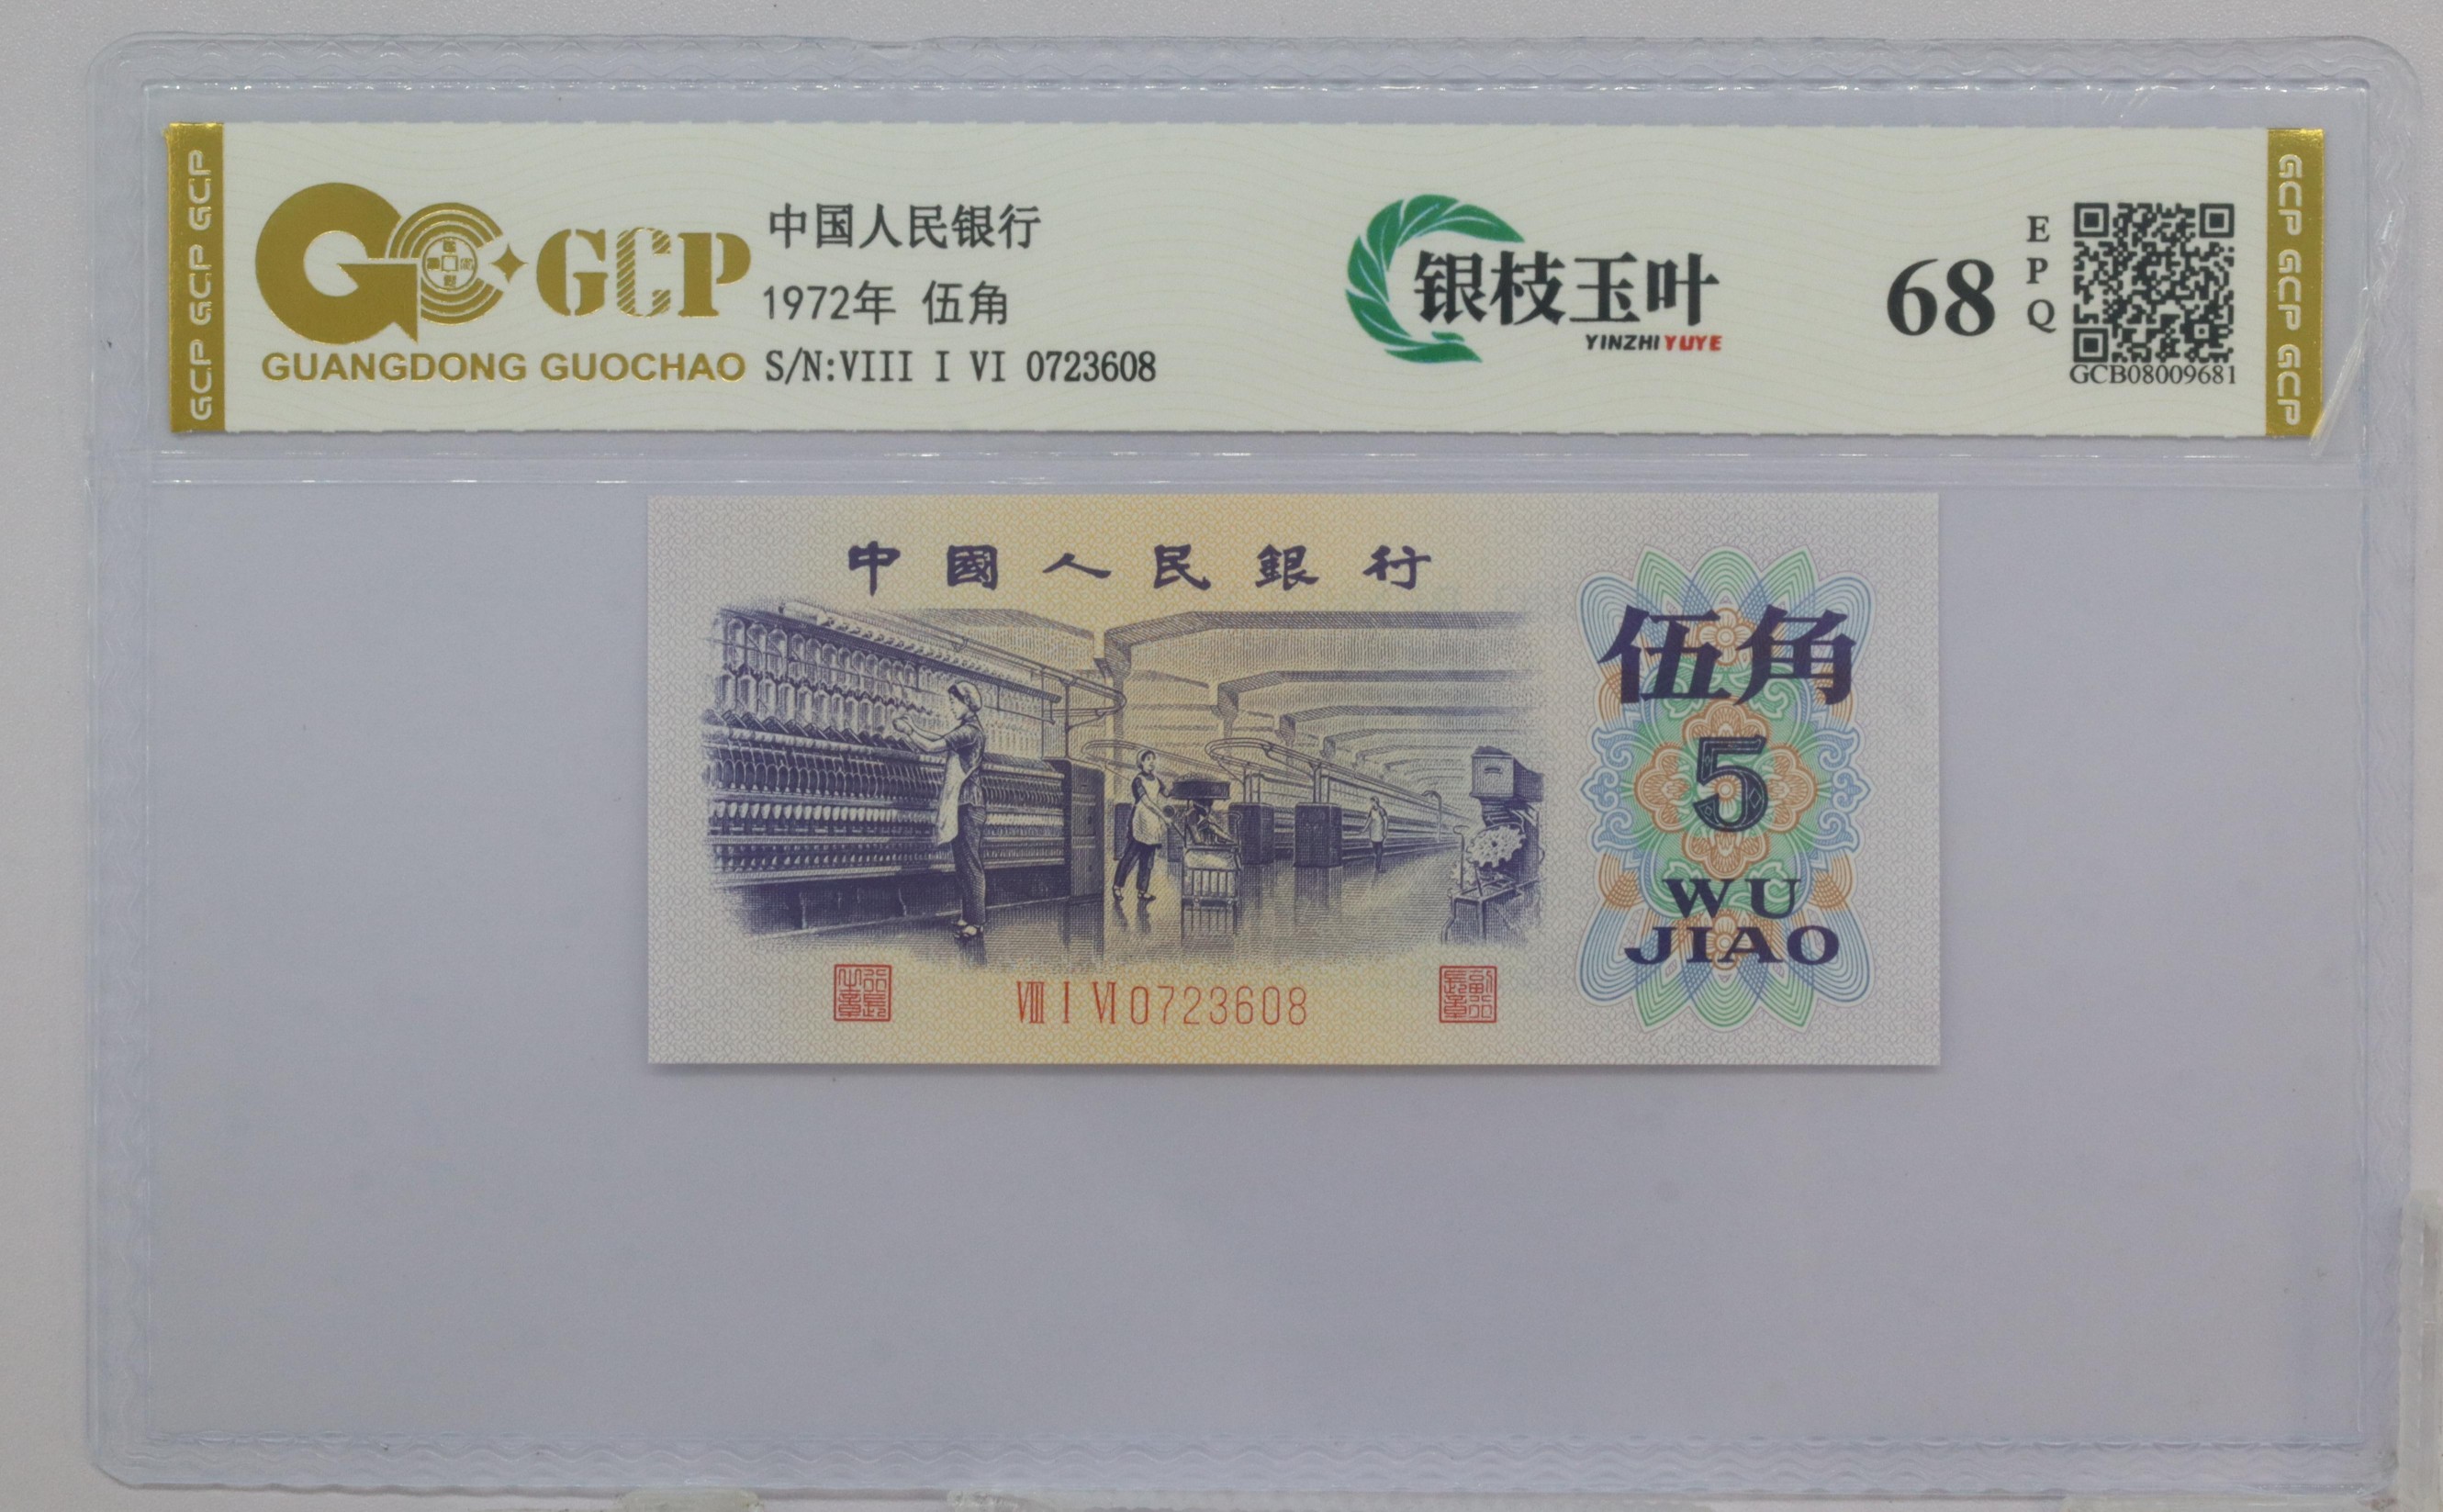 GCP GCP GCP
GCP
GUANGDONG GUOCHAO
中国人民银行
1972年 伍角
S/N:VIII I VI 0723608
银枝玉叶
YINZHIYUYE
68
EPQ
GCB08009681
GCP GCP GCP
中國人民銀行
伍角
5
WU
JIAO
VIII I VI 0723608